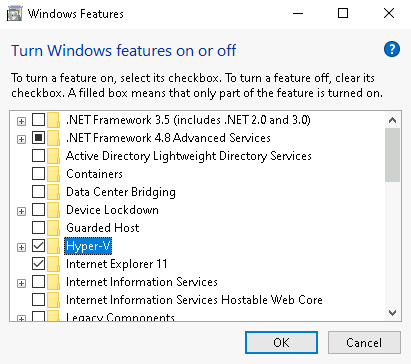 Windows Features
Turn Windows features on or off
To turn a feature on, select its checkbox. To turn a feature off, clear its
checkbox. A filled box means that only part of the feature is turned on.
.NET Framework 3.5 (includes .NET 2.0 and 3.0)
.NET Framework 4.8 Advanced Services
Active Directory Lightweight Directory Services
Containers
Data Center Bridging
Device Lockdown
Guarded Host
Hyper-V
Internet Explorer 11
Internet Information Services
Internet Information Services Hostable Web Core
Legacy Components
OK
Cancel